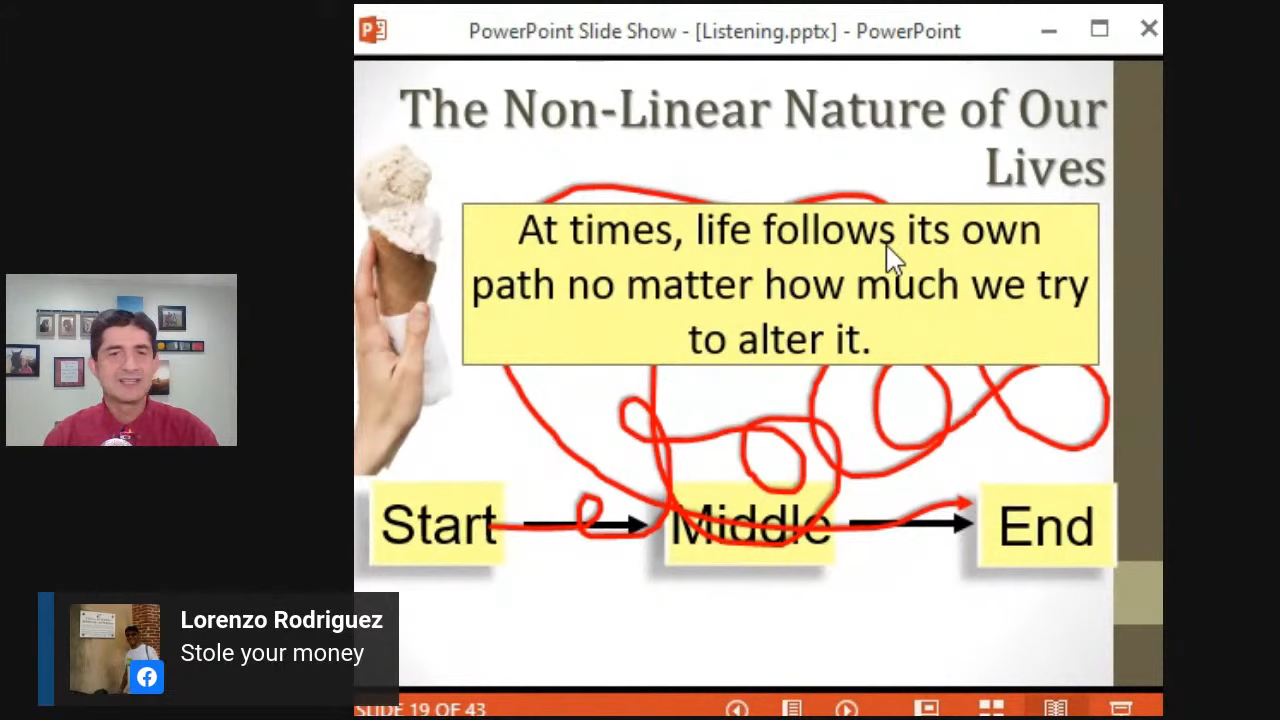 PowerPoint Slide Show - [Listening.pptx] - PowerPoint
The Non-Linear Nature of Our
Lives
At times, life follows its own
path no matter how much we try
to alter it.
Start
Middle
End
Lorenzo Rodriguez
Stole your money
SLIDE 19 OF 43